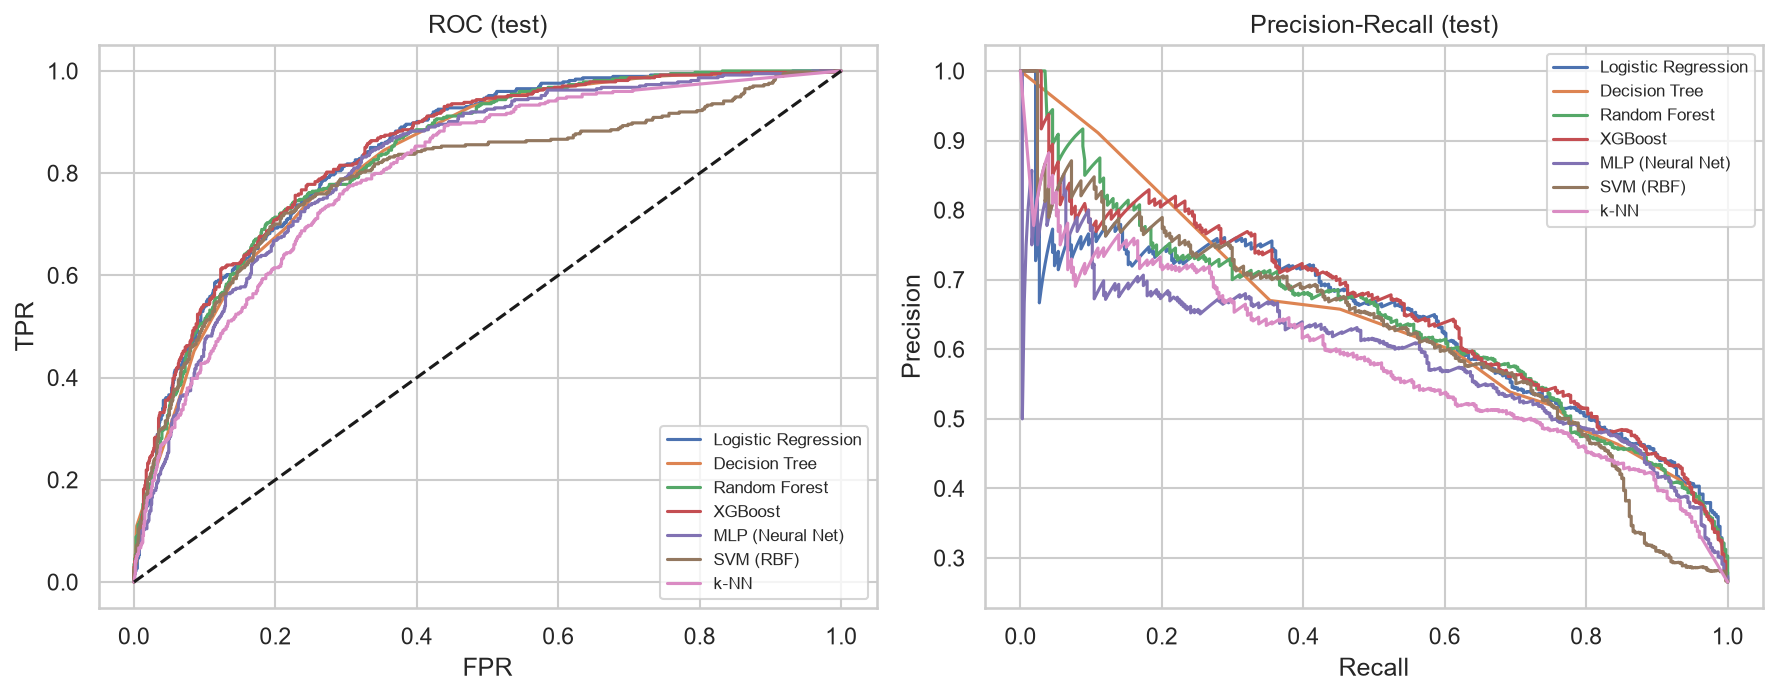 ROC (test)
TPR
1.0
0.8
0.6
0.4
0.2
0.0
0.0 0.2 0.4 0.6 0.8 1.0
FPR
Logistic Regression
Decision Tree
Random Forest
XGBoost
MLP (Neural Net)
SVM (RBF)
k-NN
Precision-Recall (test)
Precision
1.0
0.9
0.8
0.7
0.6
0.5
0.4
0.3
0.0 0.2 0.4 0.6 0.8 1.0
Recall
Logistic Regression
Decision Tree
Random Forest
XGBoost
MLP (Neural Net)
SVM (RBF)
k-NN